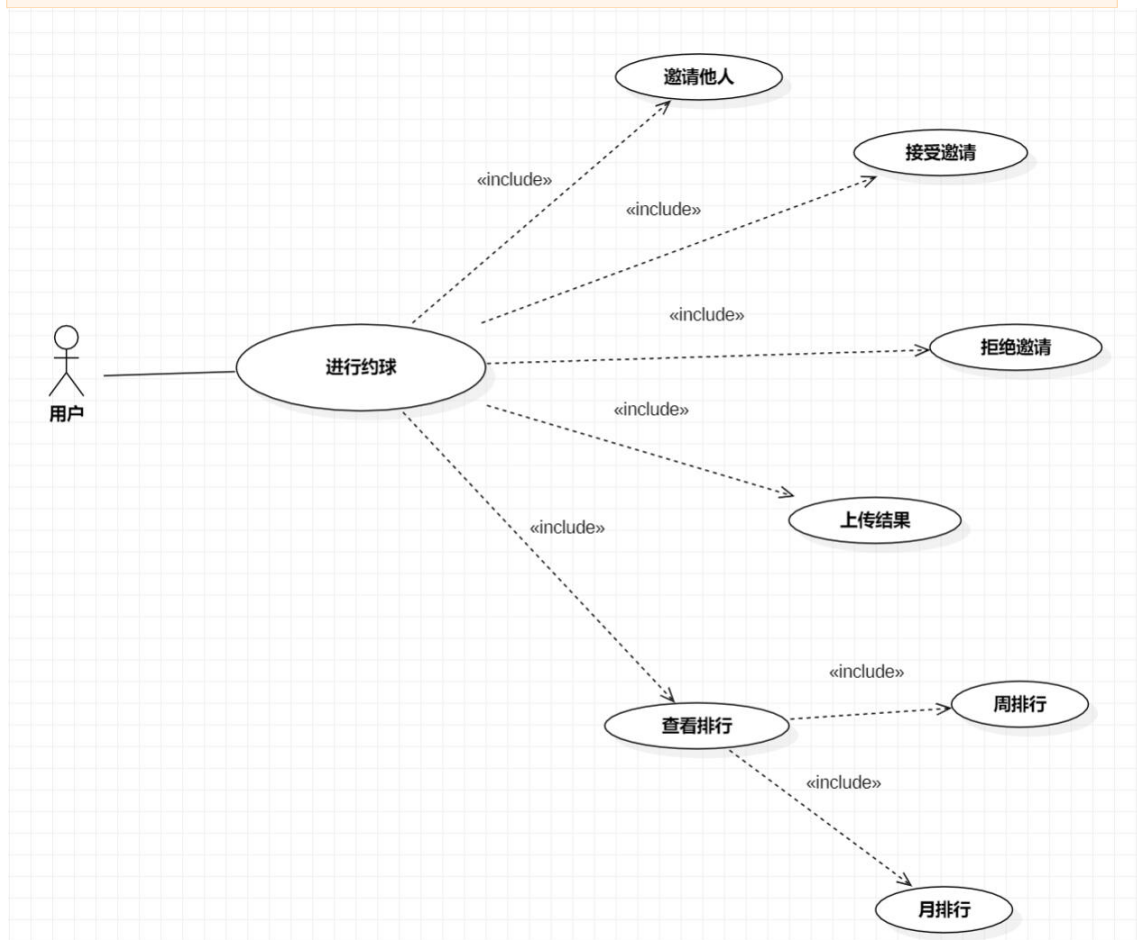 邀请他人
接受邀请
«include»
«include»
«include»
拒绝邀请
进行约球
用户
«include»
上传结果
«include»
«include»
周排行
查看排行
«include»
月排行